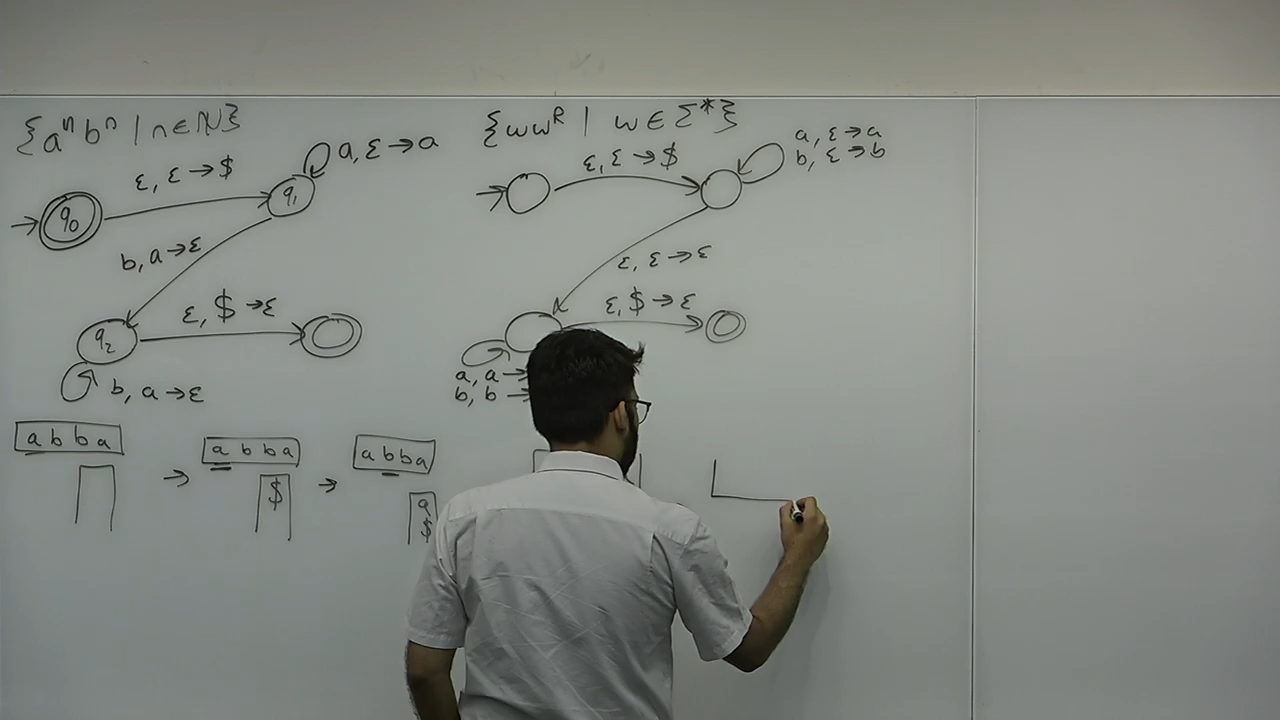 {aⁿbⁿ | n∈ℕ}
ε, ε→$
a, ε→a
q₀
q₁
b, a→ε
ε, $→ε
q₂
b, a→ε
a b b a
→
a b b a
$
→
a b b a
a
$
{wwᴿ | w∈Σ*}
ε, ε→$
a, ε→a
b, ε→b
ε, ε→ε
ε, $→ε
a, a→
b, b→